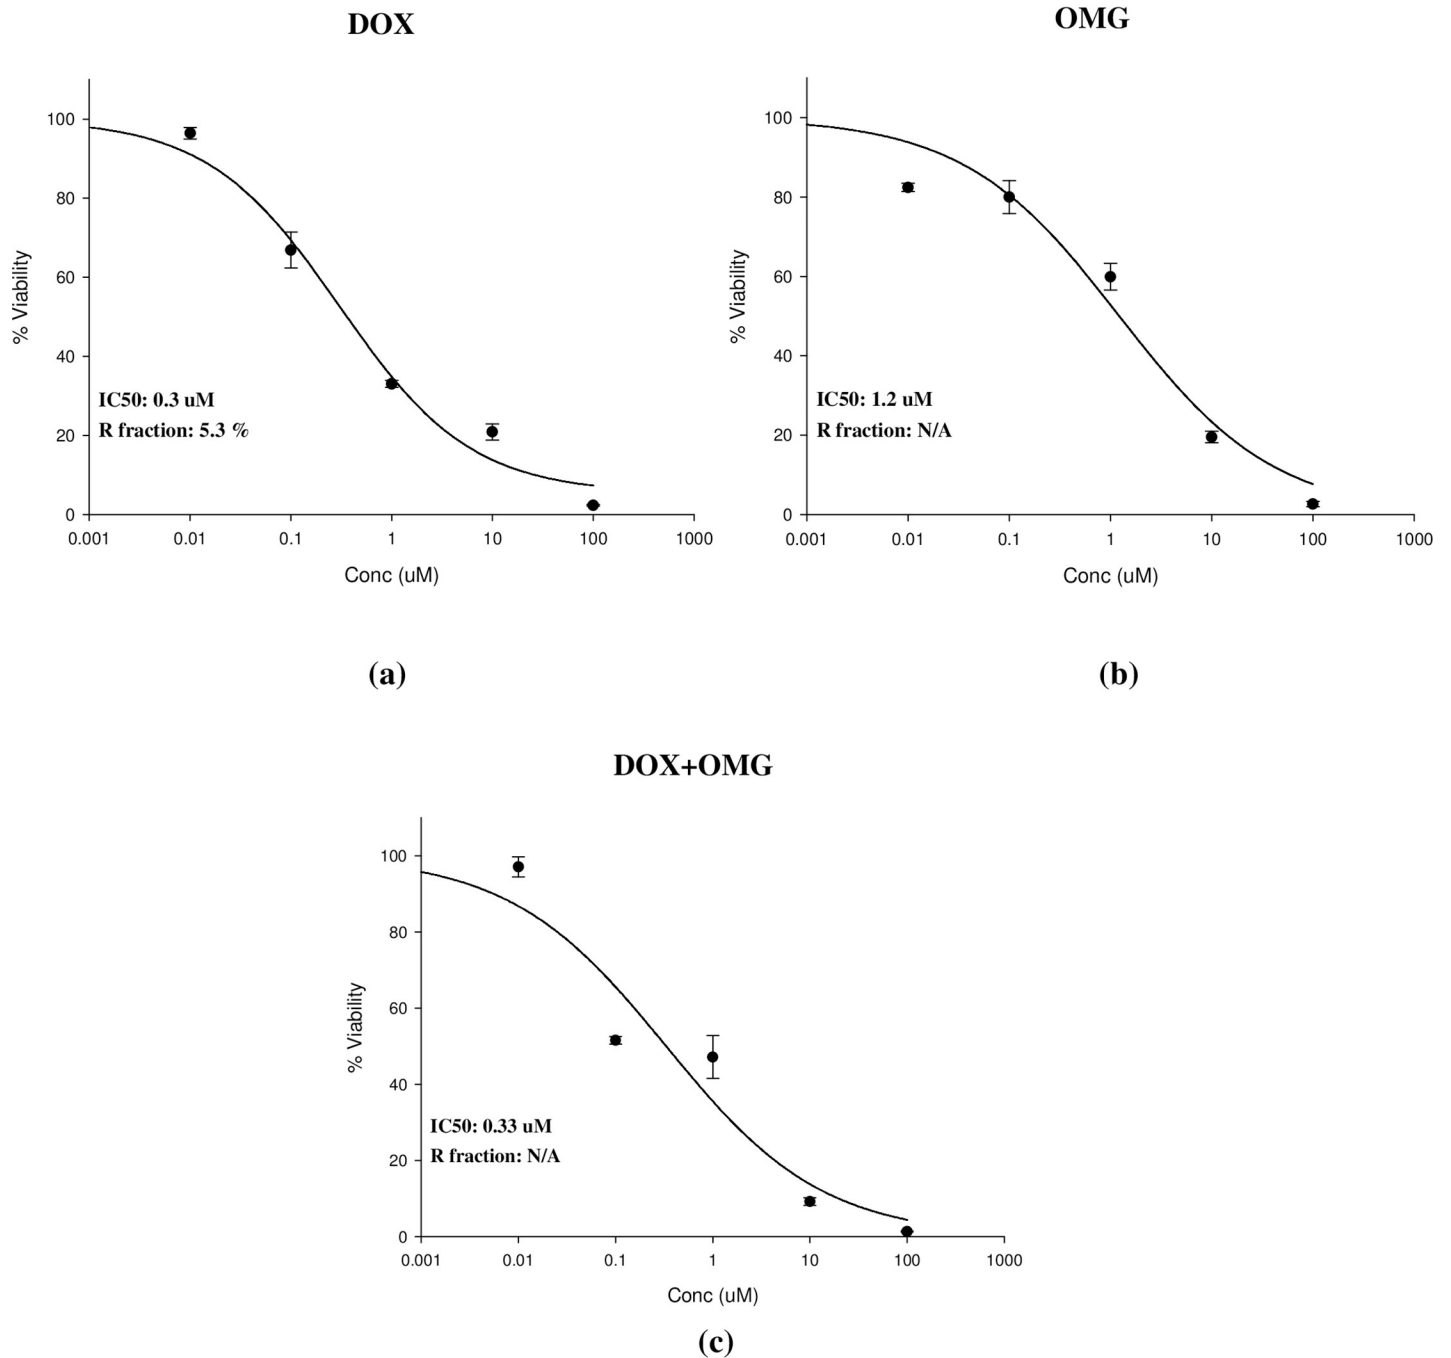 DOX
% Viability
100
80
60
40
20
0
IC50: 0.3 uM
R fraction: 5.3 %
0.001 0.01 0.1 1 10 100 1000
Conc (uM)
(a)
OMG
% Viability
100
80
60
40
20
0
IC50: 1.2 uM
R fraction: N/A
0.001 0.01 0.1 1 10 100 1000
Conc (uM)
(b)
DOX+OMG
% Viability
100
80
60
40
20
0
IC50: 0.33 uM
R fraction: N/A
0.001 0.01 0.1 1 10 100 1000
Conc (uM)
(c)